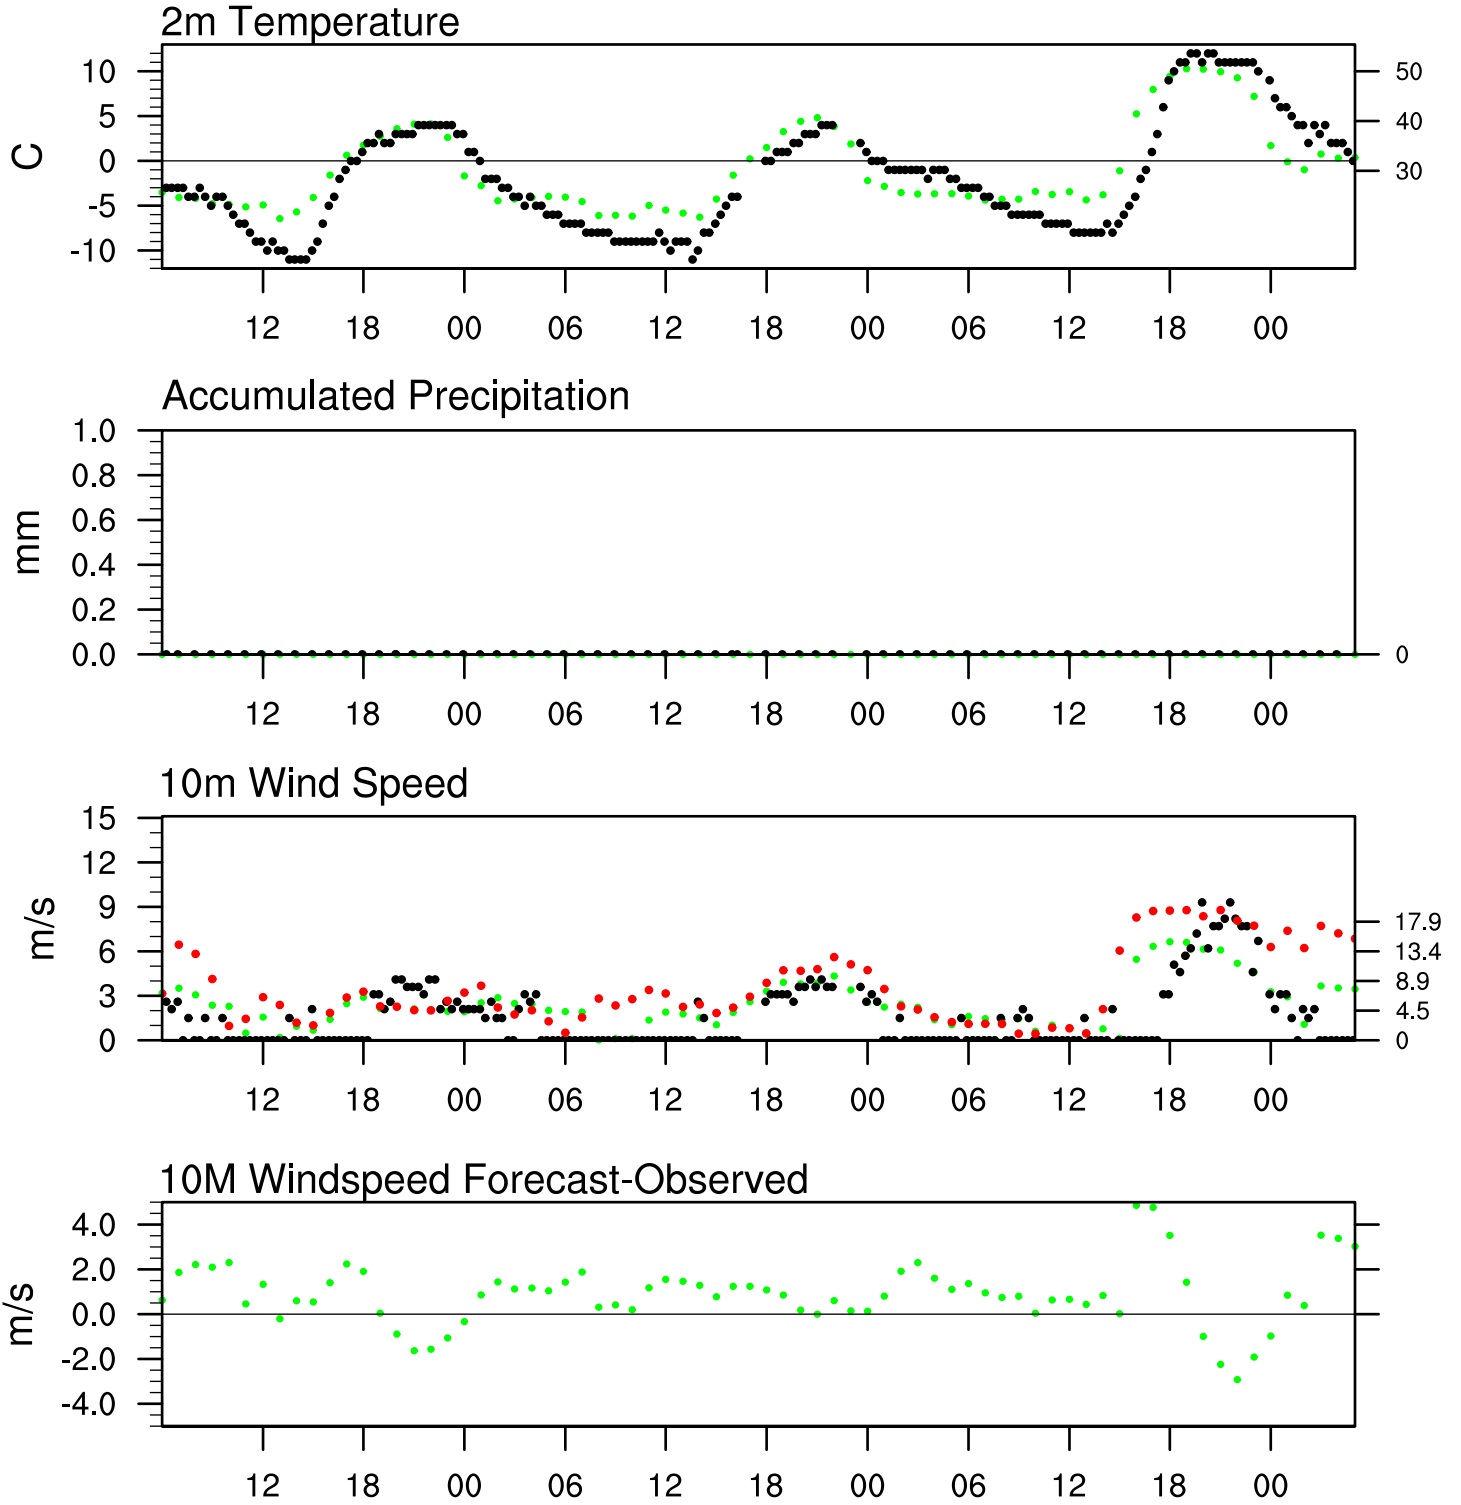 2m Temperature
10 50
5 40
C
0 30
-5
-10
12 18 00 06 12 18 00 06 12 18 00
Accumulated Precipitation
1.0
0.8
0.6
mm
0.4
0.2
0.0 0
12 18 00 06 12 18 00 06 12 18 00
10m Wind Speed
15
12
9 17.9
m/s
6 13.4
3 8.9
4.5
0 0
12 18 00 06 12 18 00 06 12 18 00
10M Windspeed Forecast-Observed
4.0
2.0
m/s
0.0
-2.0
-4.0
12 18 00 06 12 18 00 06 12 18 00